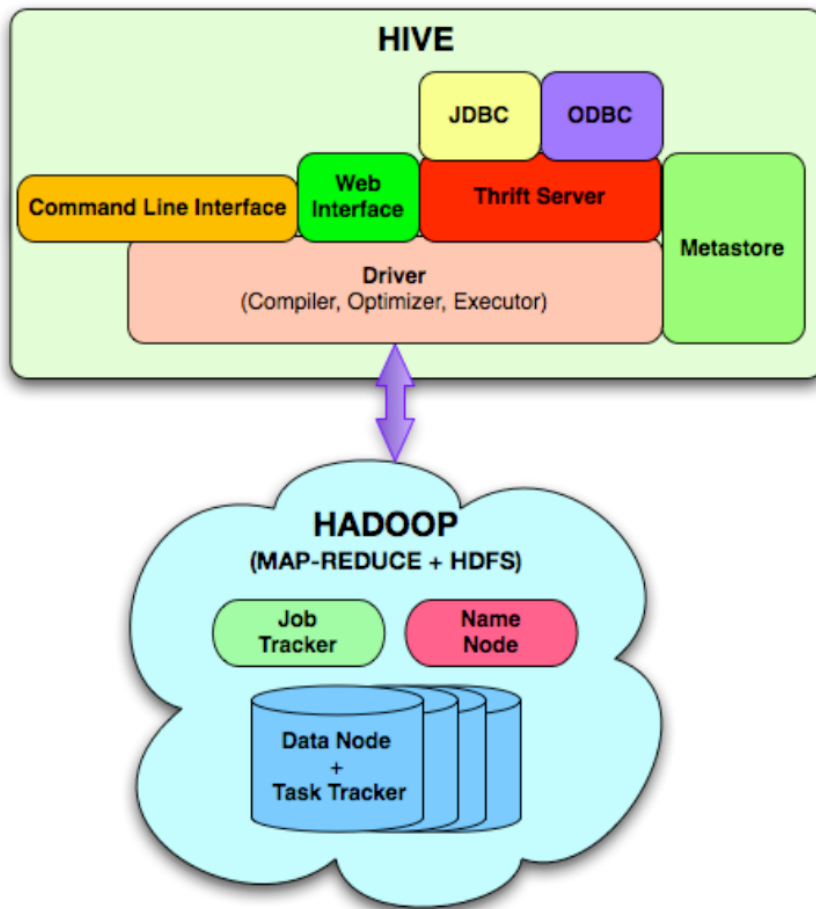 HIVE
JDBC
ODBC
Command Line Interface
Web
Interface
Thrift Server
Metastore
Driver
(Compiler, Optimizer, Executor)
HADOOP
(MAP-REDUCE + HDFS)
Job
Tracker
Name
Node
Data Node
+
Task Tracker